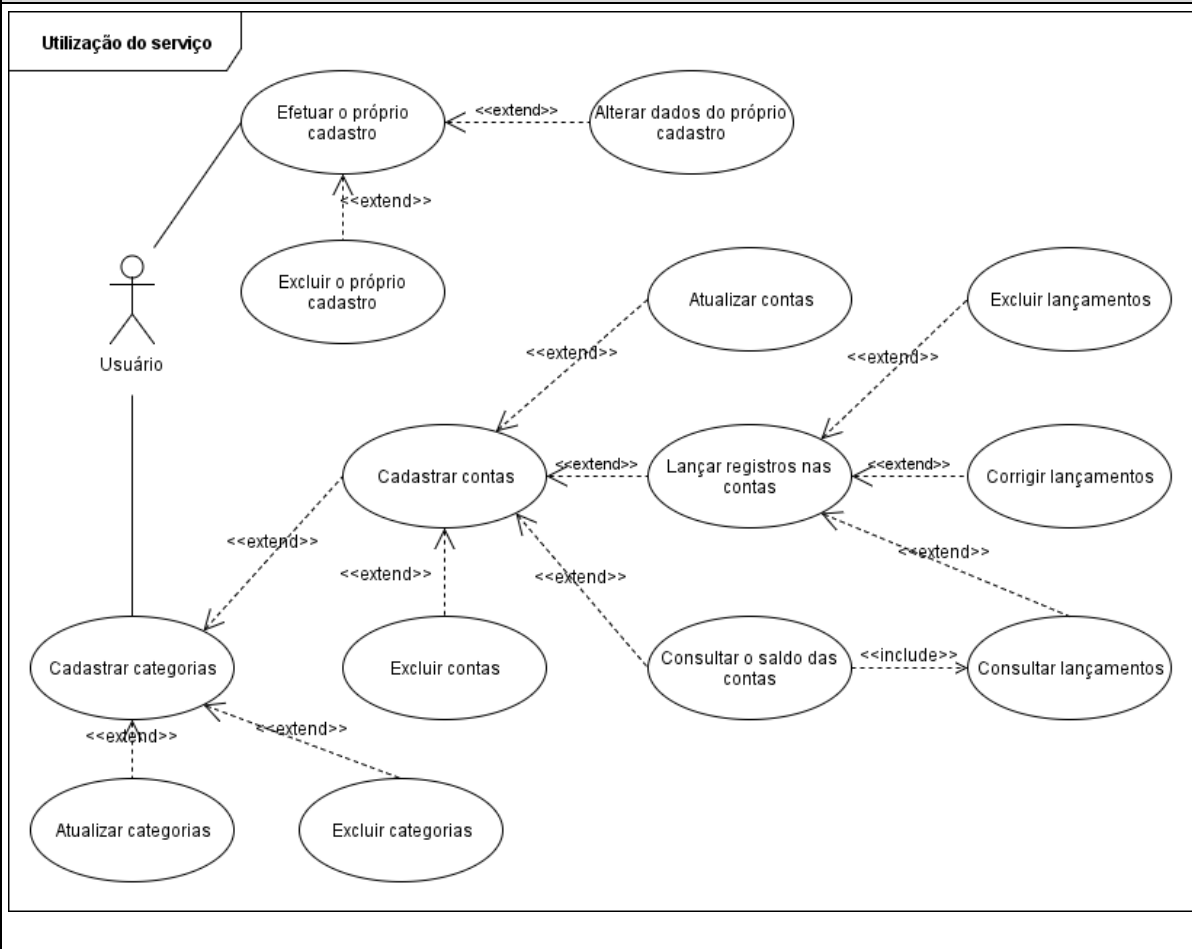 Utilização do serviço
Efetuar o próprio
cadastro
<<extend>>
Alterar dados do próprio
cadastro
<<extend>>
Excluir o próprio
cadastro
Usuário
Atualizar contas
Excluir lançamentos
<<extend>>
<<extend>>
Cadastrar contas
<<extend>>
Lançar registros nas
contas
<<extend>>
Corrigir lançamentos
<<extend>>
<<extend>>
<<extend>>
<<extend>>
Cadastrar categorias
Excluir contas
Consultar o saldo das
contas
<<include>>
Consultar lançamentos
<<extend>>
<<extend>>
Atualizar categorias
Excluir categorias